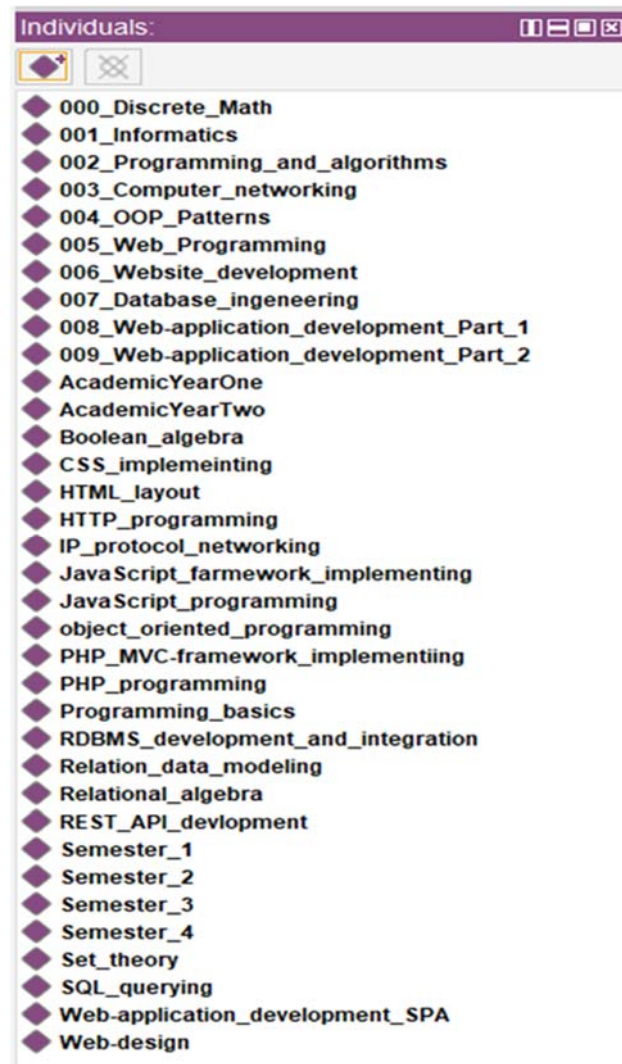 Individuals:
000_Discrete_Math
001_Informatics
002_Programming_and_algorithms
003_Computer_networking
004_OOP_Patterns
005_Web_Programming
006_Website_development
007_Database_ingeneering
008_Web-application_development_Part_1
009_Web-application_development_Part_2
AcademicYearOne
AcademicYearTwo
Boolean_algebra
CSS_implemeinting
HTML_layout
HTTP_programming
IP_protocol_networking
JavaScript_farmework_implementing
JavaScript_programming
object_oriented_programming
PHP_MVC-framework_implementiing
PHP_programming
Programming_basics
RDBMS_development_and_integration
Relation_data_modeling
Relational_algebra
REST_API_devlopment
Semester_1
Semester_2
Semester_3
Semester_4
Set_theory
SQL_querying
Web-application_development_SPA
Web-design